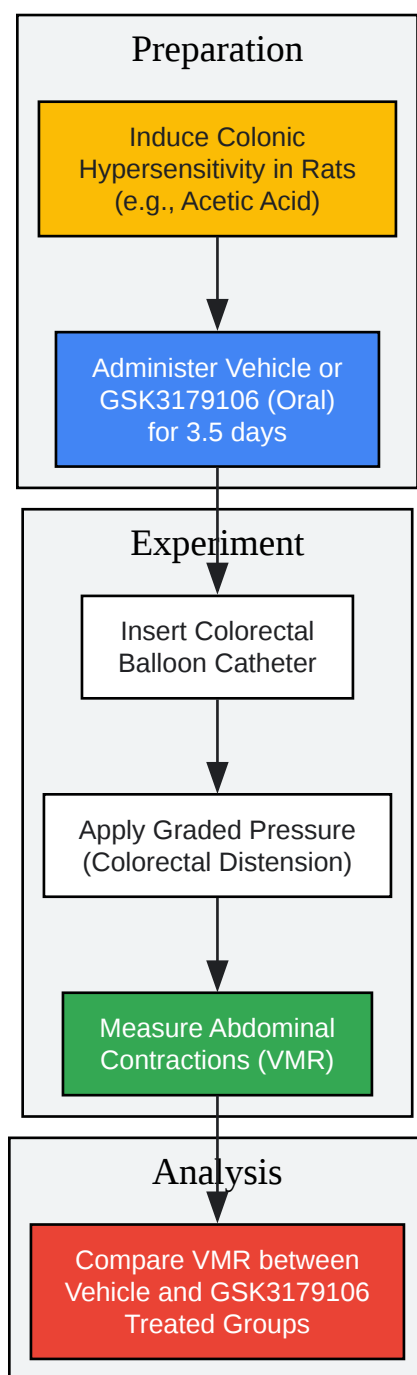 Preparation
Induce Colonic
Hypersensitivity in Rats
(e.g., Acetic Acid)
Administer Vehicle or
GSK3179106 (Oral)
for 3.5 days
Experiment
Insert Colorectal
Balloon Catheter
Apply Graded Pressure
(Colorectal Distension)
Measure Abdominal
Contractions (VMR)
Analysis
Compare VMR between
Vehicle and GSK3179106
Treated Groups